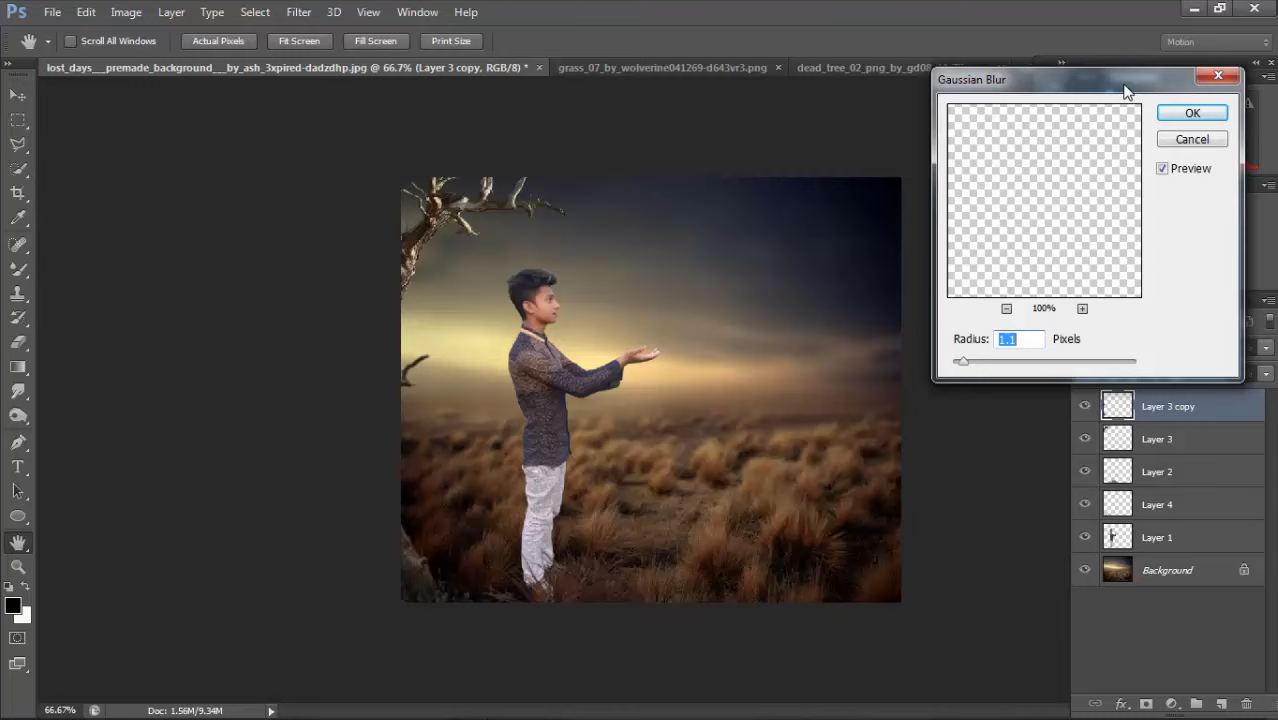 Ps File Edit Image Layer Type Select Filter 3D View Window Help
Scroll All Windows Actual Pixels Fit Screen Fill Screen Print Size Motion
lost_days___premade_background___by_ash_3xpired-dadzdhp.jpg @ 66.7% (Layer 3 copy, RGB/8) * × grass_07_by_wolverine041269-d643vr3.png × dead_tree_02_png_by_gd08
Gaussian Blur
OK
Cancel
Preview
100%
Radius: 1.1 Pixels
Layer 3 copy
Layer 3
Layer 2
Layer 4
Layer 1
Background
66.67% Doc: 1.56M/9.34M